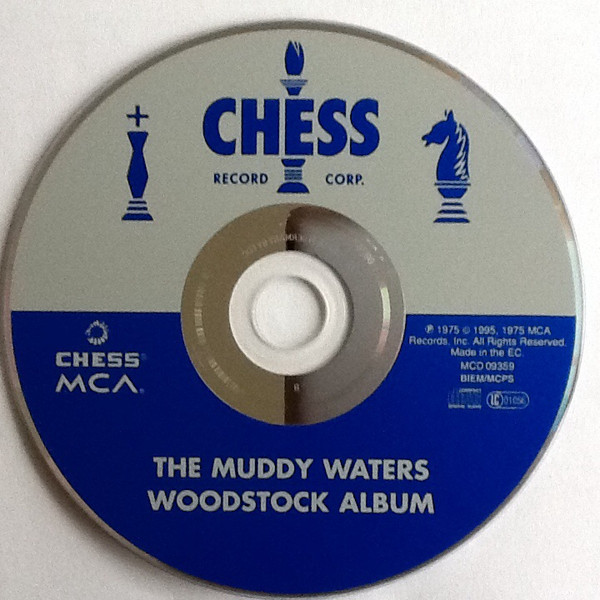 CHESS
RECORD CORP.
CHESS®
MCA®
℗ 1975 © 1995, 1975 MCA
Records, Inc. All Rights Reserved.
Made in the EC.
MCD 09359
BIEM/MCPS
LC 01056
THE MUDDY WATERS
WOODSTOCK ALBUM